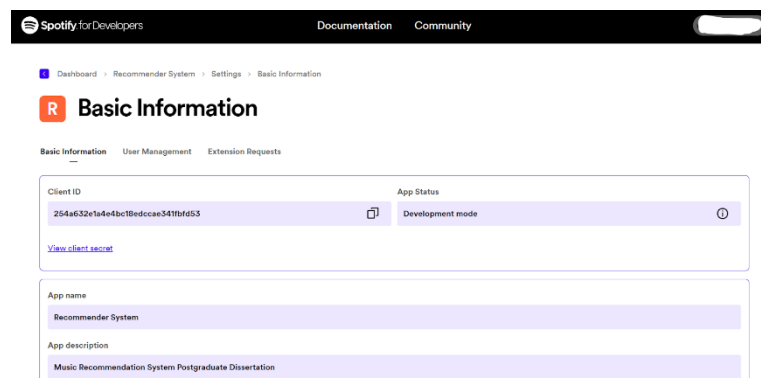 Spotify for Developers Documentation Community
Dashboard > Recommender System > Settings > Basic Information
R Basic Information
Basic Information User Management Extension Requests
Client ID App Status
254a632e1a4e4bc18edccae341fbfd53 Development mode
View client secret
App name
Recommender System
App description
Music Recommendation System Postgraduate Dissertation